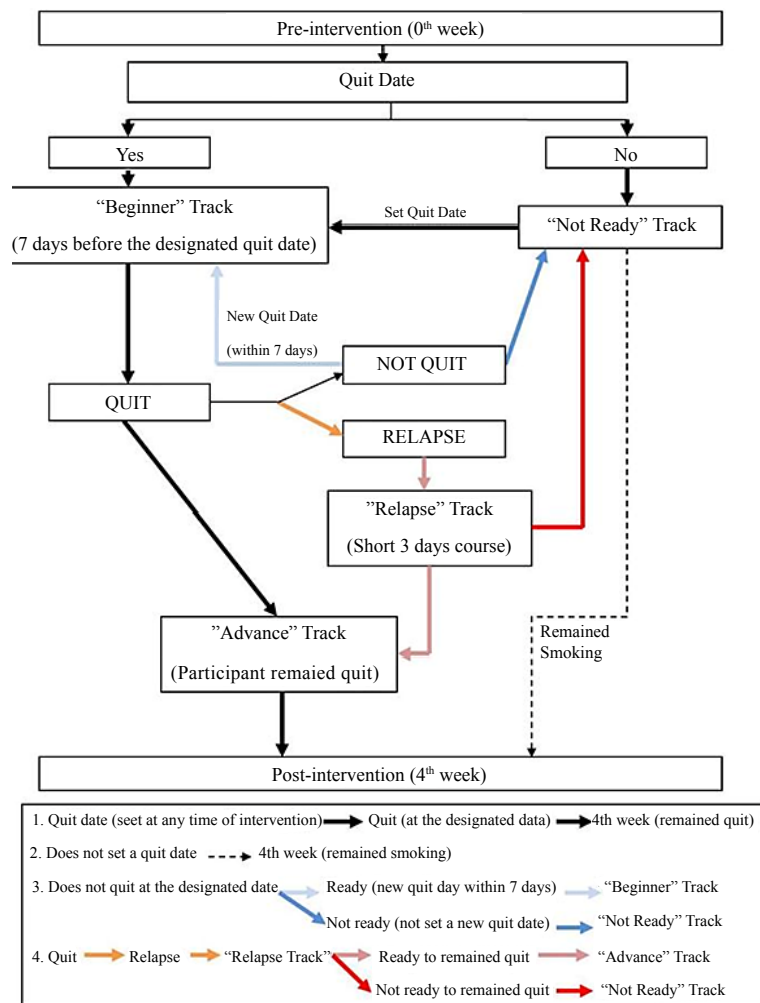 Pre-intervention (0th week)
Quit Date
Yes
No
"Beginner" Track
(7 days before the designated quit date)
Set Quit Date
"Not Ready" Track
New Quit Date
(within 7 days)
NOT QUIT
QUIT
RELAPSE
"Relapse" Track
(Short 3 days course)
"Advance" Track
(Participant remaied quit)
Remained
Smoking
Post-intervention (4th week)
1. Quit date (seet at any time of intervention) Quit (at the designated data) 4th week (remained quit)
2. Does not set a quit date 4th week (remained smoking)
3. Does not quit at the designated date Ready (new quit day within 7 days) "Beginner" Track
Not ready (not set a new quit date) "Not Ready" Track
4. Quit Relapse "Relapse Track" Ready to remained quit "Advance" Track
Not ready to remained quit "Not Ready" Track